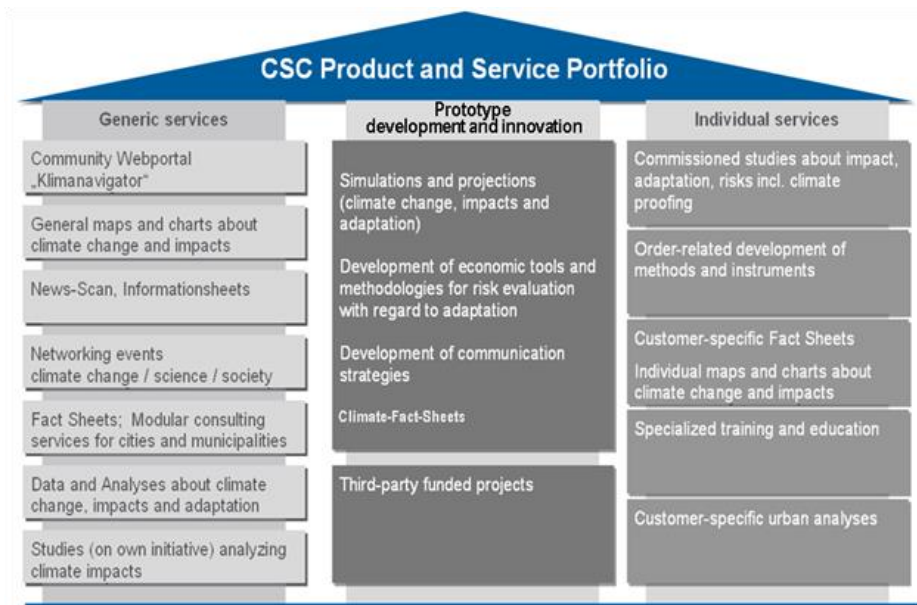 CSC Product and Service Portfolio
Generic services
Community Webportal
„Klimanavigator“
General maps and charts about
climate change and impacts
News-Scan, Informationsheets
Networking events
climate change / science / society
Fact Sheets; Modular consulting
services for cities and municipalities
Data and Analyses about climate
change, impacts and adaptation
Studies (on own initiative) analyzing
climate impacts
Prototype
development and innovation
Simulations and projections
(climate change, impacts and
adaptation)
Development of economic tools and
methodologies for risk evaluation
with regard to adaptation
Development of communication
strategies
Climate-Fact-Sheets
Third-party funded projects
Individual services
Commissioned studies about impact,
adaptation, risks incl. climate
proofing
Order-related development of
methods and instruments
Customer-specific Fact Sheets
Individual maps and charts about
climate change and impacts
Specialized training and education
Customer-specific urban analyses